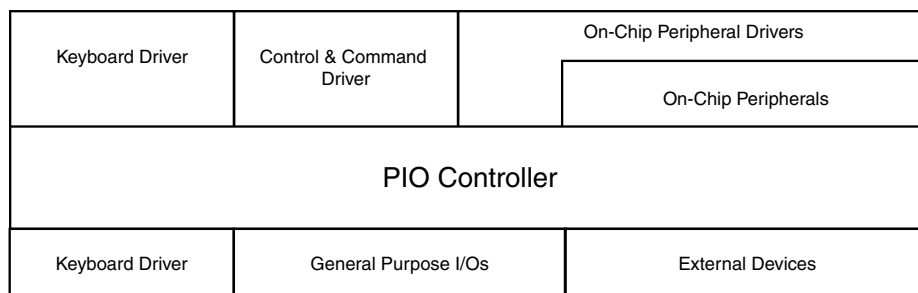 Keyboard Driver
Control & Command
Driver
On-Chip Peripheral Drivers
On-Chip Peripherals
PIO Controller
Keyboard Driver
General Purpose I/Os
External Devices